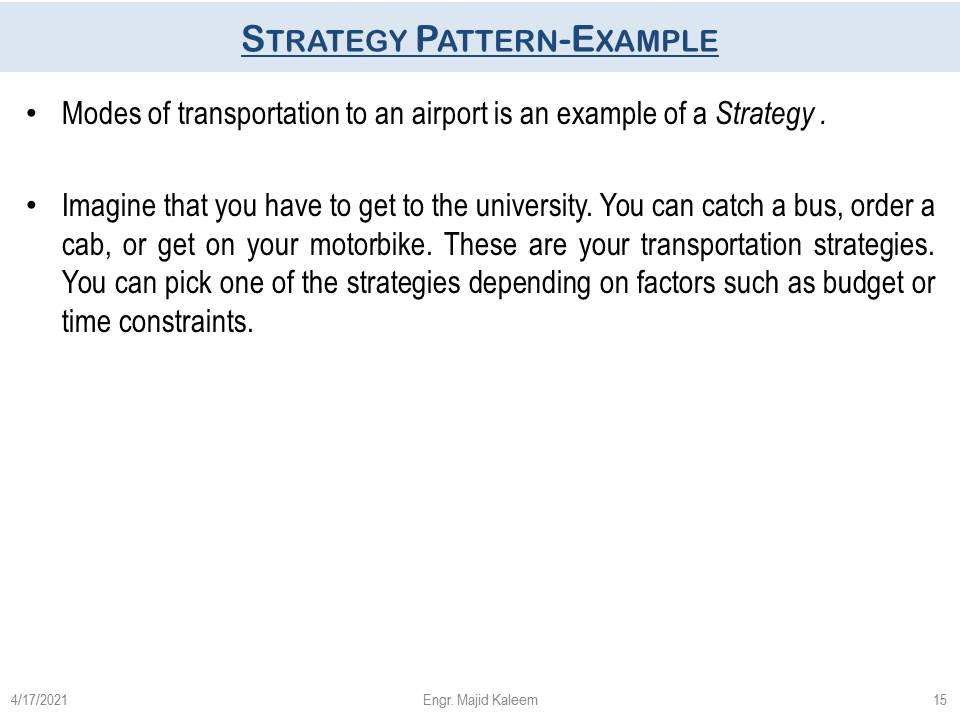 STRATEGY PATTERN-EXAMPLE
• Modes of transportation to an airport is an example of a Strategy .
• Imagine that you have to get to the university. You can catch a bus, order a
cab, or get on your motorbike. These are your transportation strategies.
You can pick one of the strategies depending on factors such as budget or
time constraints.
4/17/2021
Engr. Majid Kaleem
15